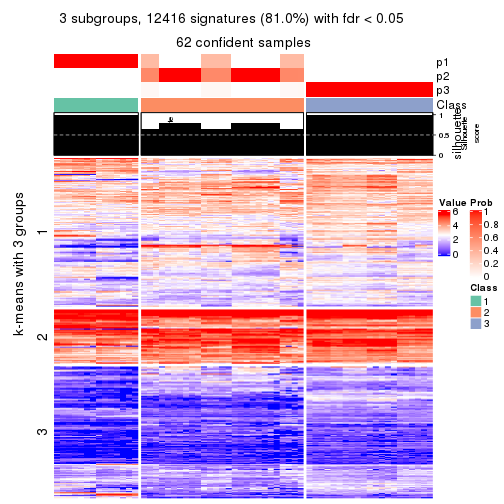 3 subgroups, 12416 signatures (81.0%) with fdr < 0.05
62 confident samples
p1
p2
p3
Class
1
0.5
0
silhouette
Silhouette
score
k-means with 3 groups
1
2
3
Value
6
4
2
0
Prob
1
0.8
0.6
0.4
0.2
0
Class
1
2
3